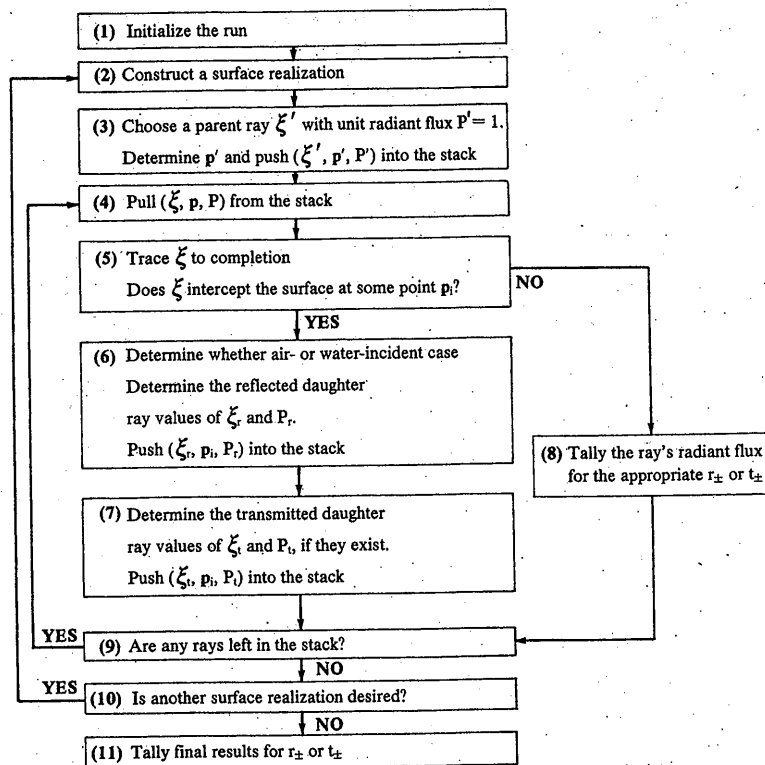 (1) Initialize the run
(2) Construct a surface realization
(3) Choose a parent ray ξ′ with unit radiant flux P′= 1.
Determine p′ and push (ξ′, p′, P′) into the stack
(4) Pull (ξ, p, P) from the stack
(5) Trace ξ to completion
Does ξ intercept the surface at some point pᵢ?
NO
YES
(6) Determine whether air- or water-incident case
Determine the reflected daughter
ray values of ξᵣ and Pᵣ.
Push (ξᵣ, pᵢ, Pᵣ) into the stack
(8) Tally the ray's radiant flux
for the appropriate r± or t±
(7) Determine the transmitted daughter
ray values of ξₜ and Pₜ, if they exist.
Push (ξₜ, pᵢ, Pₜ) into the stack
YES
(9) Are any rays left in the stack?
NO
YES
(10) Is another surface realization desired?
NO
(11) Tally final results for r± or t±